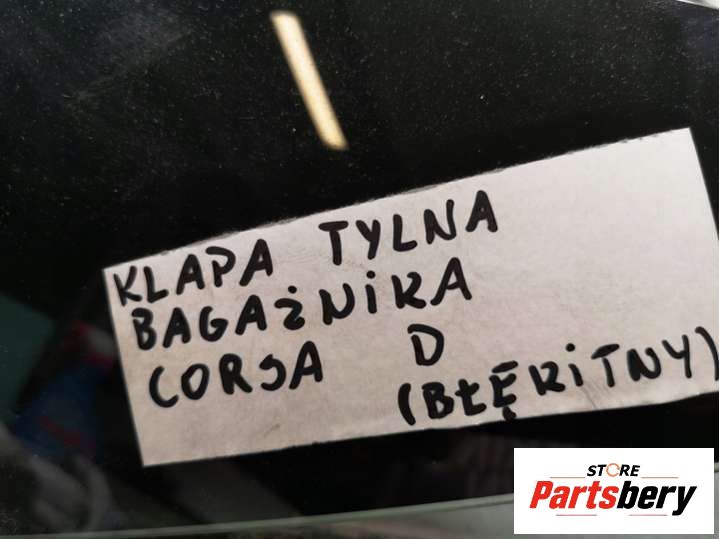 KLAPA TYLNA
BAGAŻNIKA
CORSA D
(BŁĘKITNY)
STORE
Partsbery